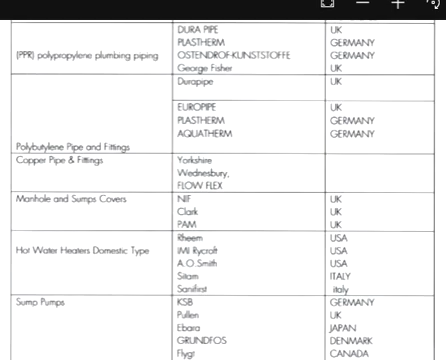 DURA PIPE UK
PLASTHERM GERMANY
(PPR) polypropylene plumbing piping OSTENDROF-KUNSTSTOFFE GERMANY
George Fisher UK
Durapipe UK
EUROPIPE UK
PLASTHERM GERMANY
AQUATHERM GERMANY
Polybutylene Pipe and Fittings
Copper Pipe & Fittings Yorkshire
Wednesbury,
FLOW FLEX
Manhole and Sumps Covers NIF UK
Clark UK
PAM UK
Rheem USA
Hot Water Heaters Domestic Type IMI Rycroft USA
A.O.Smith USA
Sitam ITALY
Sanifirst italy
Sump Pumps KSB GERMANY
Pullen UK
Ebara JAPAN
GRUNDFOS DENMARK
Flygt CANADA